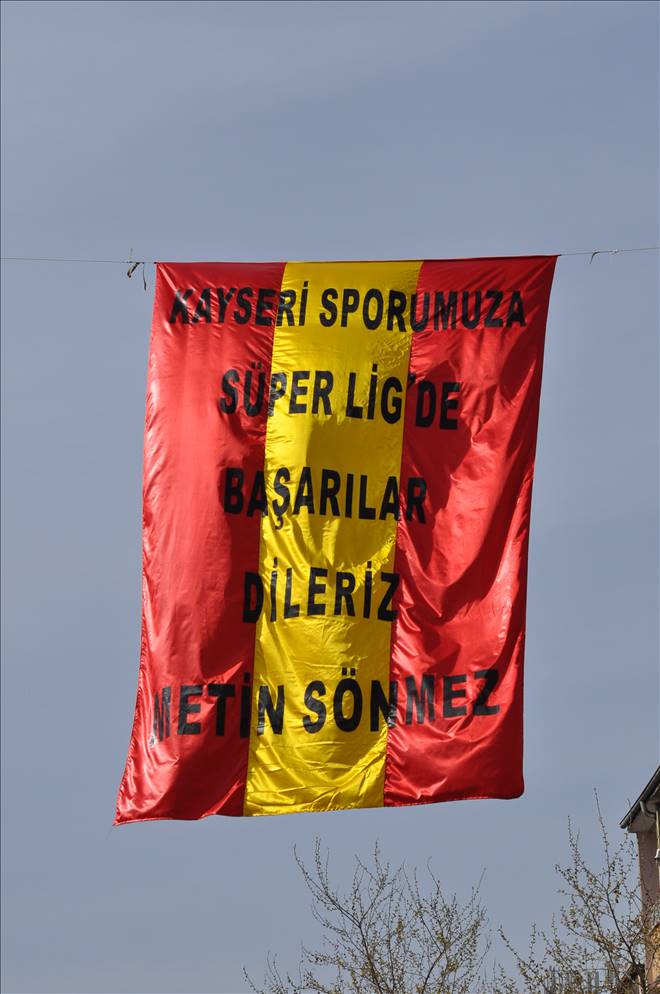 KAYSERİ SPORUMUZA
SÜPER LİG'DE
BAŞARILAR
DİLERİZ
METİN SÖNMEZ